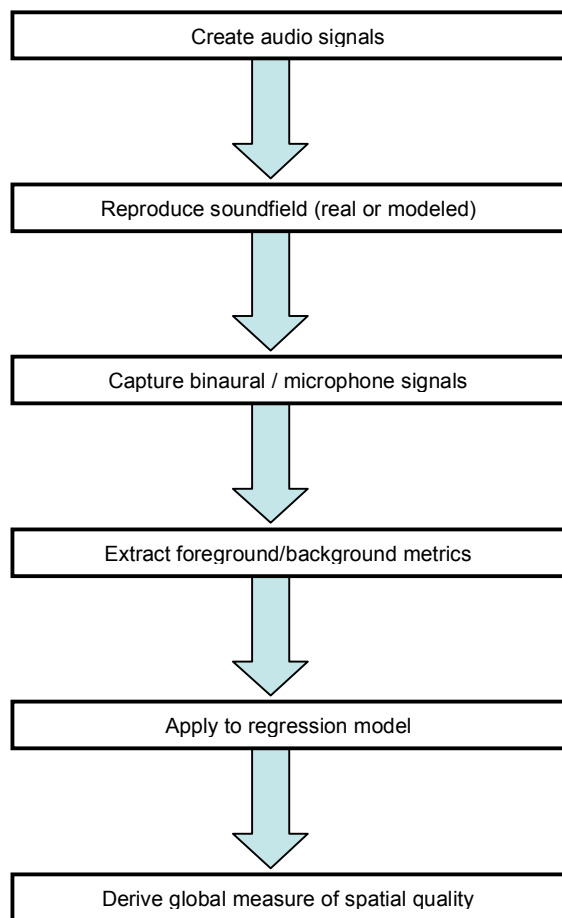 Create audio signals
Reproduce soundfield (real or modeled)
Capture binaural / microphone signals
Extract foreground/background metrics
Apply to regression model
Derive global measure of spatial quality